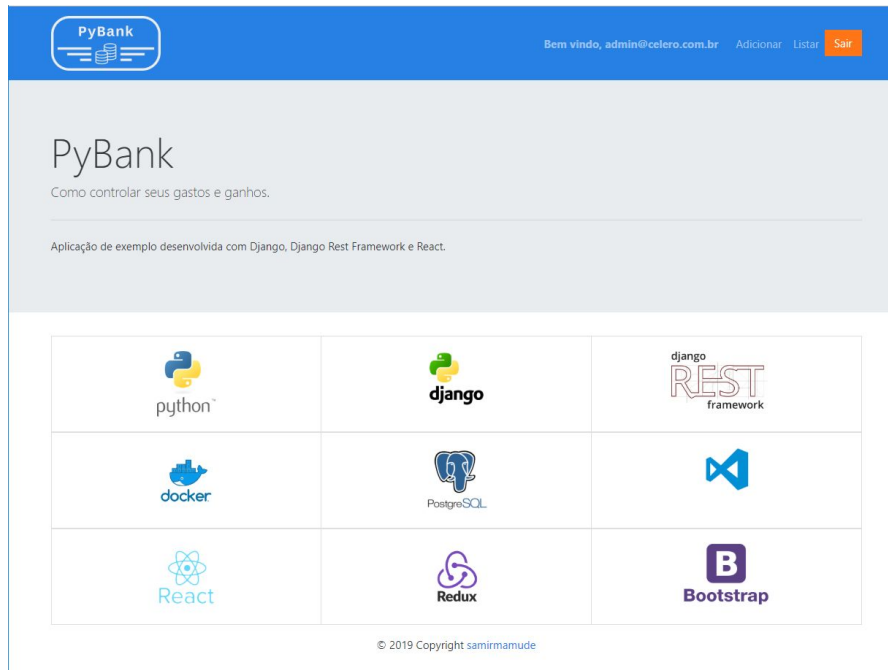 PyBank
Bem vindo, admin@celero.com.br Adicionar Listar Sair
PyBank
Como controlar seus gastos e ganhos.
Aplicação de exemplo desenvolvida com Django, Django Rest Framework e React.
python™
django
django
REST
framework
docker
PostgreSQL
React
Redux
B
Bootstrap
© 2019 Copyright samirmamude